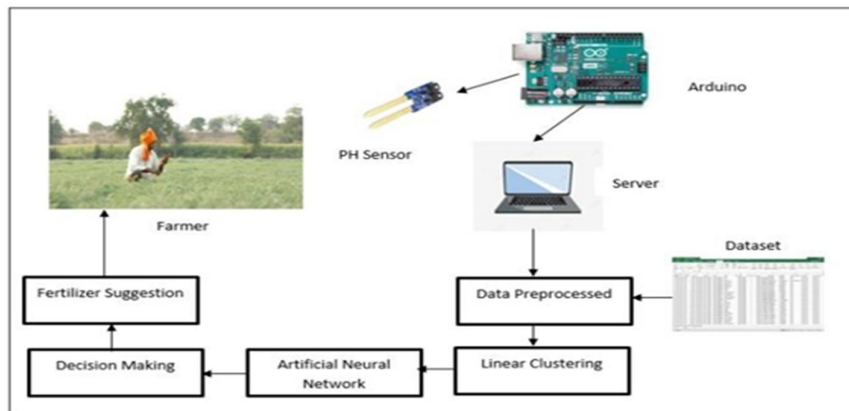 Arduino
PH Sensor
Server
Farmer
Dataset
Fertilizer Suggestion
Data Preprocessed
Decision Making
Artificial Neural
Network
Linear Clustering